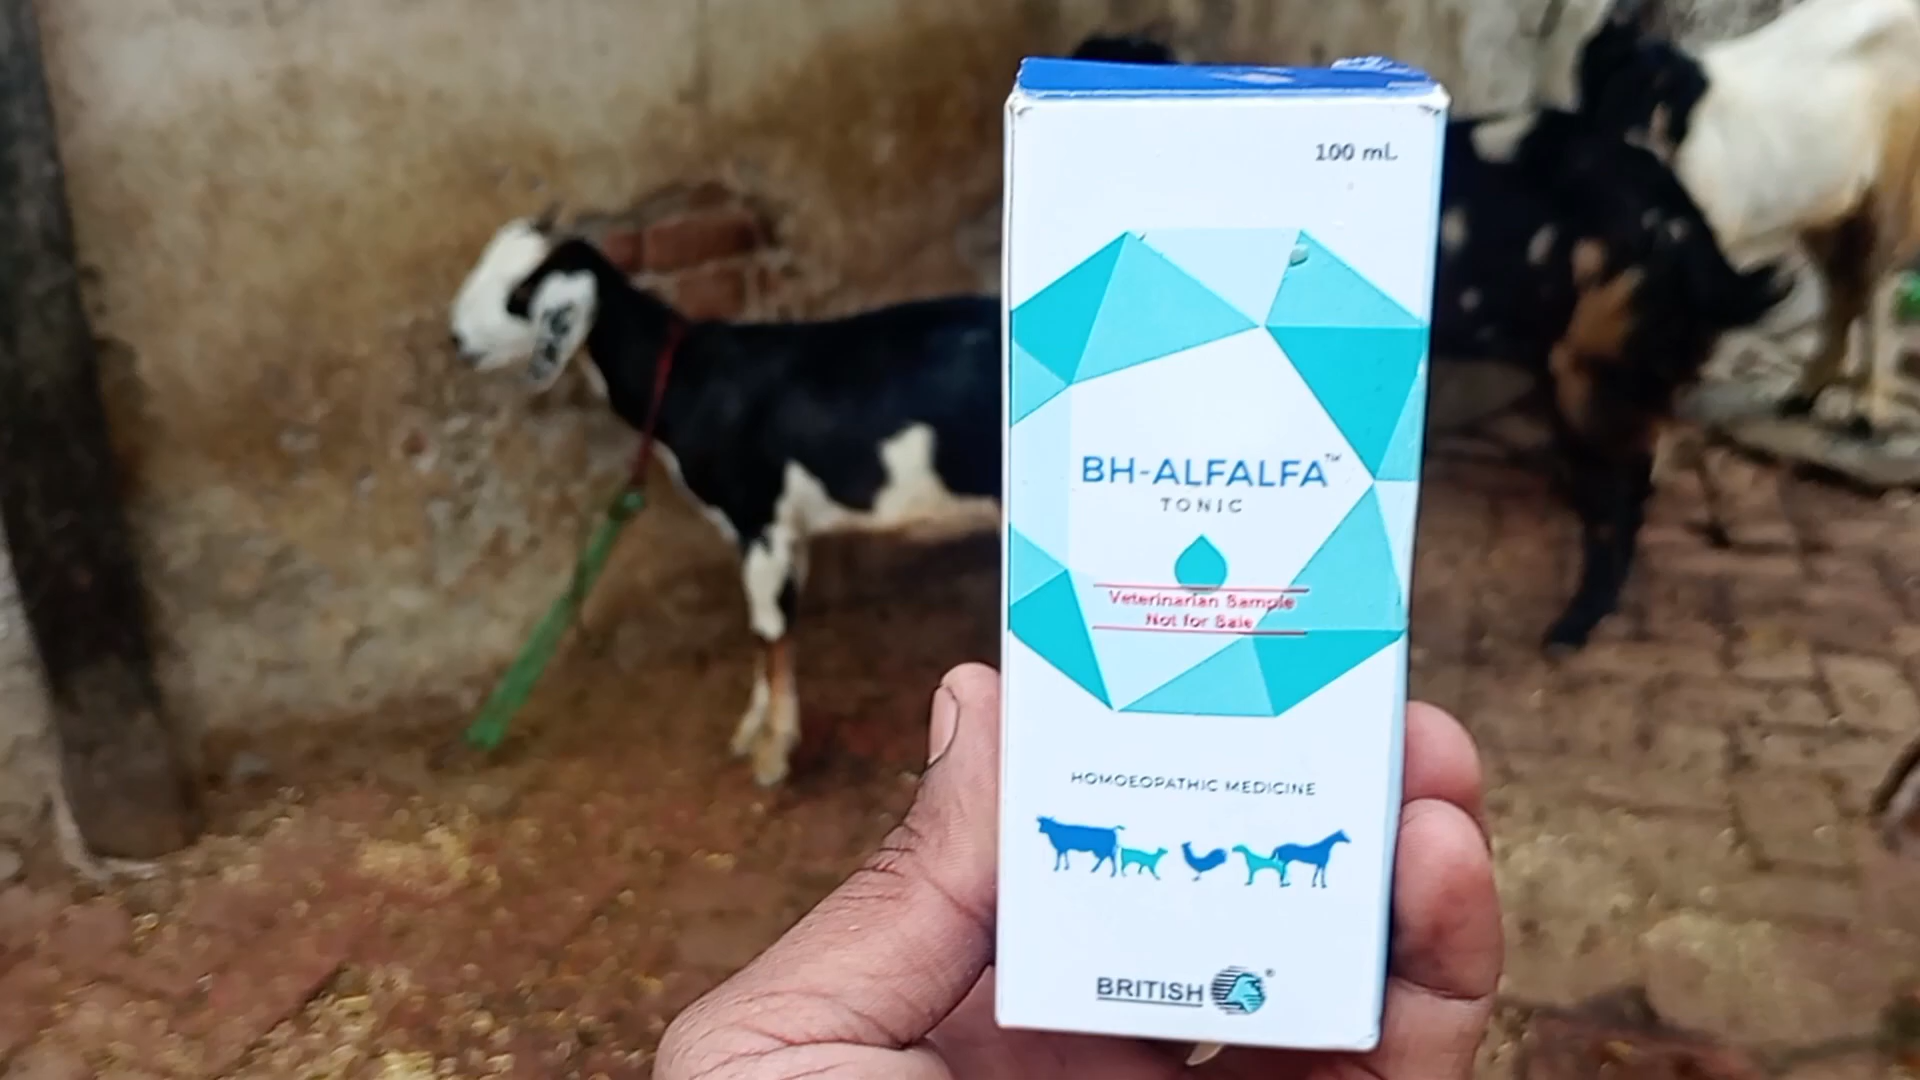 100 mL
BH-ALFALFA™
TONIC
Veterinarian Sample
Not for Sale
HOMOEOPATHIC MEDICINE
BRITISH®